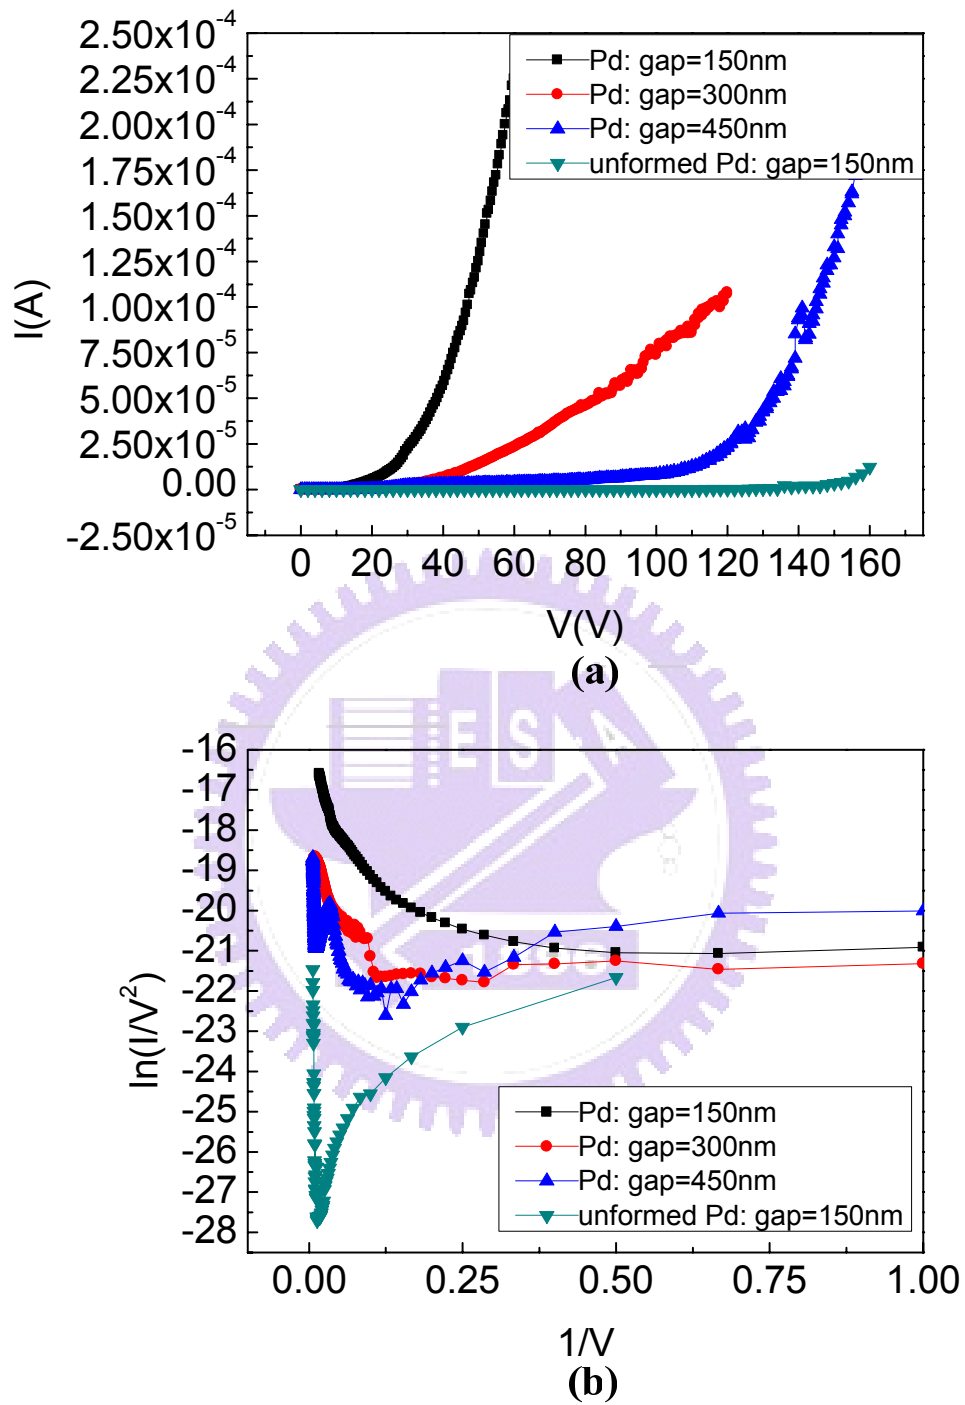 2.50x10⁻⁴
2.25x10⁻⁴
2.00x10⁻⁴
1.75x10⁻⁴
1.50x10⁻⁴
1.25x10⁻⁴
1.00x10⁻⁴
7.50x10⁻⁵
5.00x10⁻⁵
2.50x10⁻⁵
0.00
-2.50x10⁻⁵
I(A)
Pd: gap=150nm
Pd: gap=300nm
Pd: gap=450nm
unformed Pd: gap=150nm
0 20 40 60 80 100 120 140 160
V(V)
(a)
E S A
-16
-17
-18
-19
-20
-21
-22
-23
-24
-25
-26
-27
-28
ln(I/V²)
Pd: gap=150nm
Pd: gap=300nm
Pd: gap=450nm
unformed Pd: gap=150nm
0.00 0.25 0.50 0.75 1.00
1/V
(b)